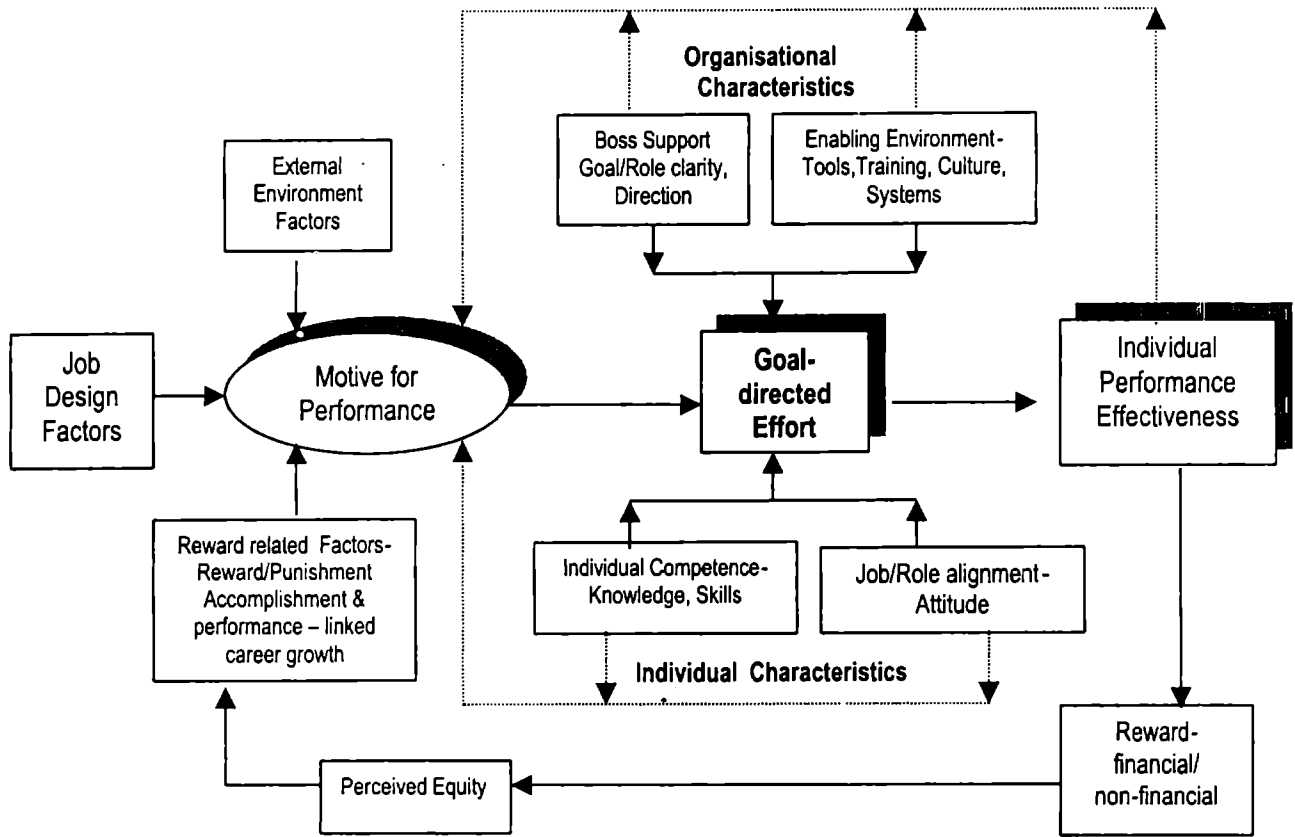 Organisational
Characteristics
Boss Support
Goal/Role clarity,
Direction
Enabling Environment-
Tools,Training, Culture,
Systems
External
Environment
Factors
Job
Design
Factors
Motive for
Performance
Goal-
directed
Effort
Individual
Performance
Effectiveness
Reward related Factors-
Reward/Punishment
Accomplishment &
performance – linked
career growth
Individual Competence-
Knowledge, Skills
Job/Role alignment-
Attitude
Individual Characteristics
Perceived Equity
Reward-
financial/
non-financial